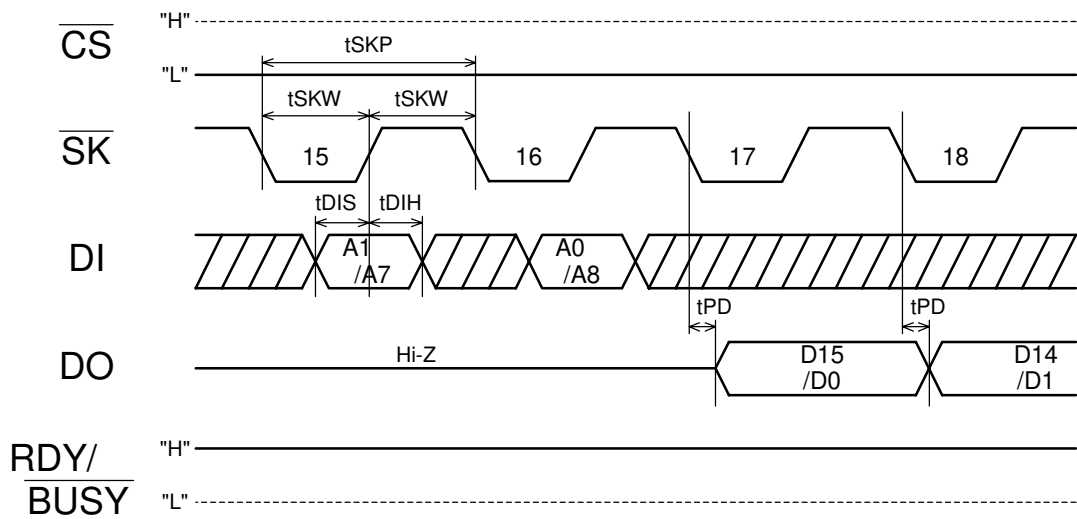 "H"
CS
tSKP
"L"
tSKW tSKW
SK
15 16 17 18
tDIS tDIH
DI
A1
/A7
A0
/A8
tPD tPD
DO
Hi-Z
D15
/D0
D14
/D1
"H"
RDY/
BUSY
"L"